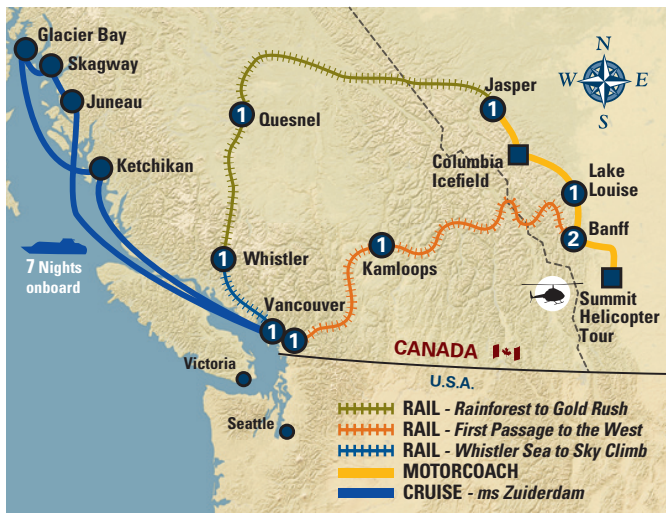 Glacier Bay
Skagway
Juneau
Ketchikan
7 Nights
onboard
1
Quesnel
Jasper
1
N
W E
S
Columbia
Icefield
Lake
Louise
1
Banff
2
1
Whistler
1
Kamloops
Vancouver
1
1
Summit
Helicopter
Tour
CANADA
U.S.A.
Victoria
Seattle
RAIL - Rainforest to Gold Rush
RAIL - First Passage to the West
RAIL - Whistler Sea to Sky Climb
MOTORCOACH
CRUISE - ms Zuiderdam